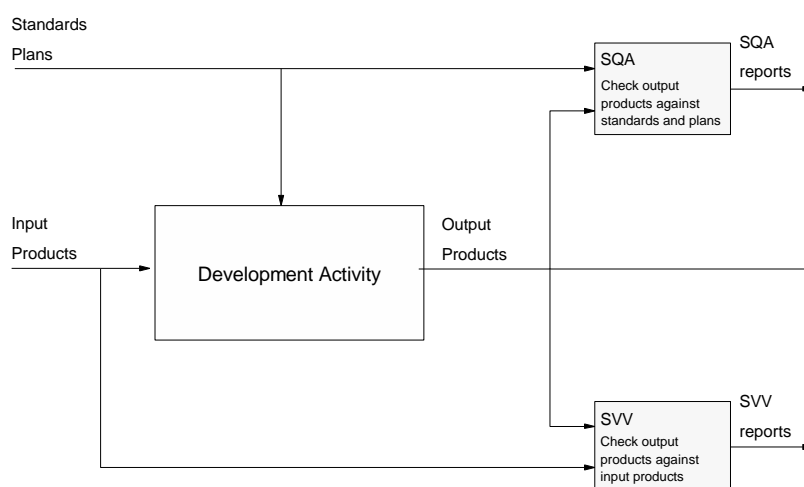 Standards
Plans
SQA
Check output
products against
standards and plans
SQA
reports
Input
Products
Development Activity
Output
Products
SVV
Check output
products against
input products
SVV
reports